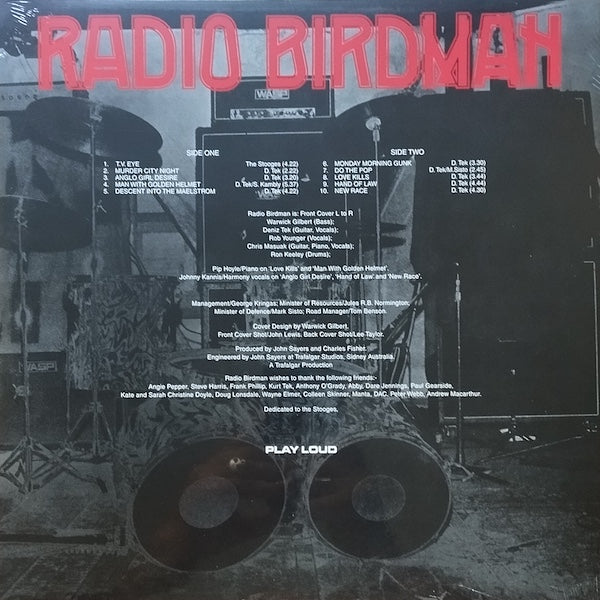 RADIO BIRDMAN
WASP
SIDE ONE
1. T.V. EYE The Stooges (4.22)
2. MURDER CITY NIGHT D.Tek (2.22)
3. ANGLO GIRL DESIRE D.Tek (3.20)
4. MAN WITH GOLDEN HELMET D.Tek/S. Kambly (5.37)
5. DESCENT INTO THE MAELSTROM D.Tek (4.22)
SIDE TWO
6. MONDAY MORNING GUNK D.Tek (3.30)
7. DO THE POP D.Tek/M.Sisto (2.45)
8. LOVE KILLS D.Tek (3.44)
9. HAND OF LAW D.Tek (4.44)
10. NEW RACE D.Tek (4.30)
Radio Birdman is: Front Cover L to R
Warwick Gilbert (Bass);
Deniz Tek (Guitar, Vocals);
Rob Younger (Vocals);
Chris Masuak (Guitar, Piano, Vocals);
Ron Keeley (Drums);
Pip Hoyle/Piano on 'Love Kills' and 'Man With Golden Helmet'.
Johnny Kannis/Harmony vocals on 'Anglo Girl Desire', 'Hand of Law' and 'New Race'.
Management/George Kringas; Minister of Resources/Jules R.B. Normington;
Minister of Defence/Mark Sisto; Road Manager/Tom Benson.
Cover Design by Warwick Gilbert.
Front Cover Shot/John Lewis. Back Cover Shot/Lee Taylor.
Produced by John Sayers and Charles Fisher.
Engineered by John Sayers at Trafalgar Studios, Sidney Australia.
A Trafalgar Production
Radio Birdman wishes to thank the following friends:-
Angie Pepper, Steve Harris, Frank Phillip, Kurt Tek, Anthony O'Grady, Abby, Dare Jennings, Paul Gearside,
Kate and Sarah Christina Doyle, Doug Lonsdale, Wayne Elmer, Colleen Skinner, Manta, DAC, Peter Webb, Andrew Macarthur.
Dedicated to the Stooges.
WASP
PLAY LOUD